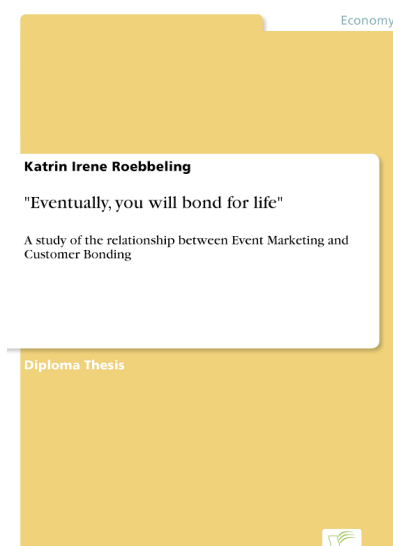 Economy
Katrin Irene Roebbeling
"Eventually, you will bond for life"
A study of the relationship between Event Marketing and
Customer Bonding
Diploma Thesis